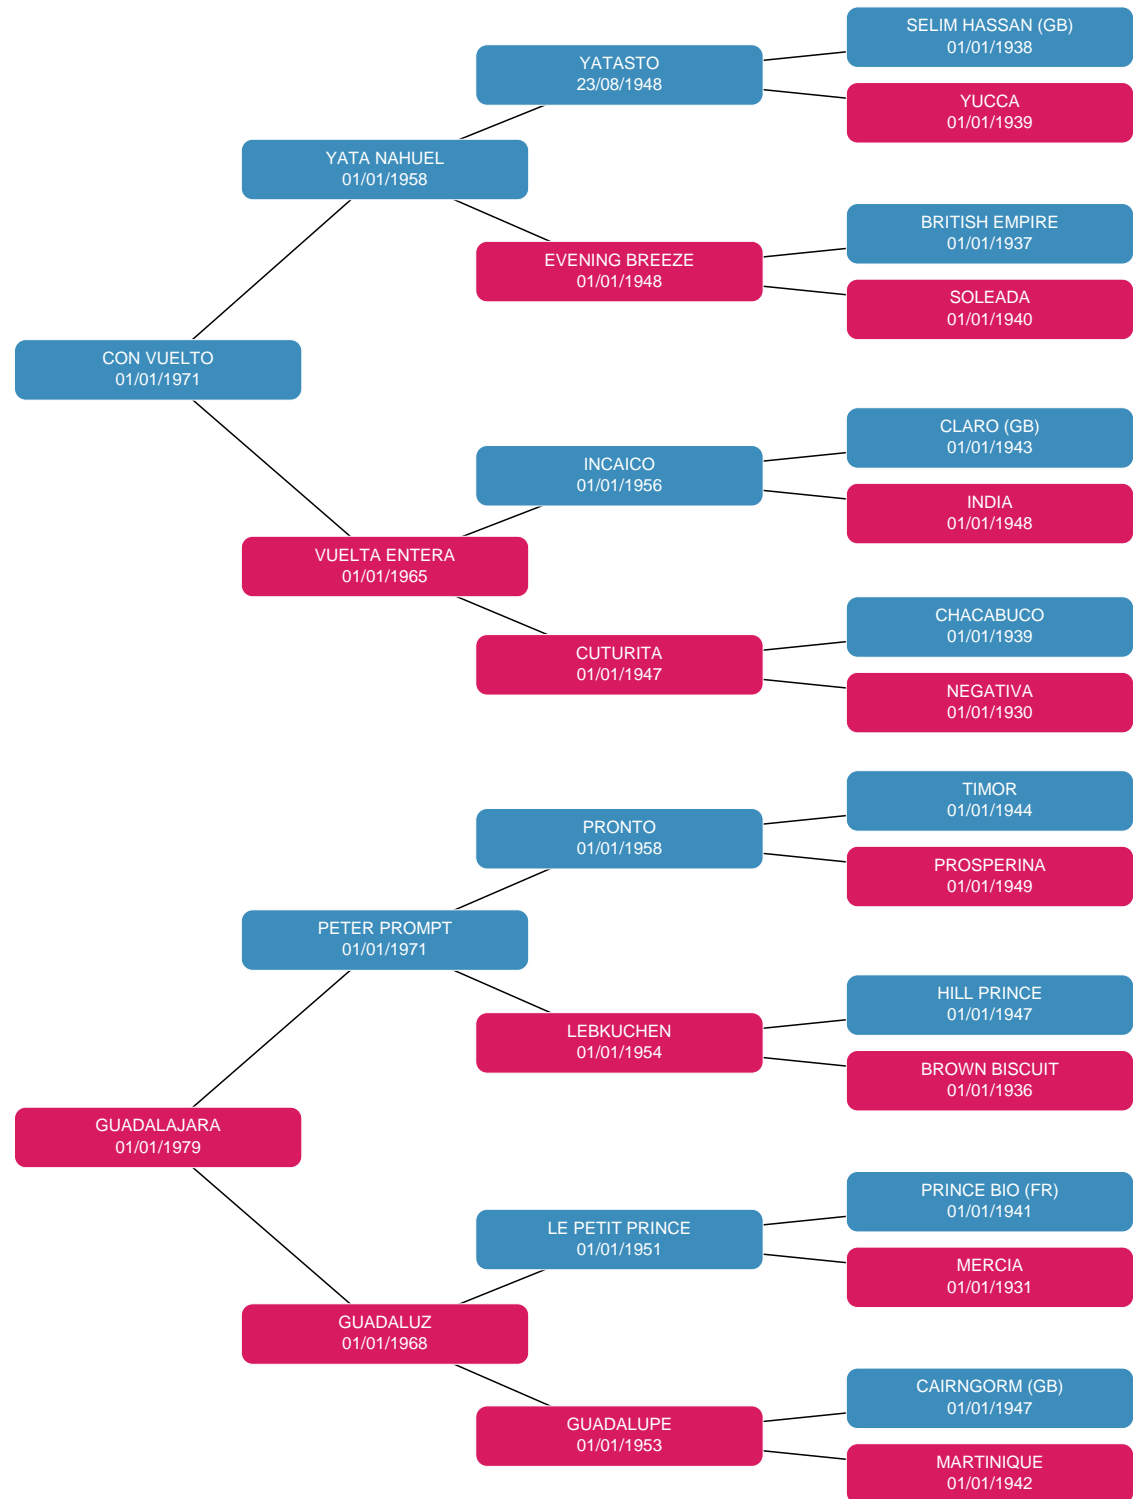 SELIM HASSAN (GB)
01/01/1938
YATASTO
23/08/1948
YUCCA
01/01/1939
YATA NAHUEL
01/01/1958
BRITISH EMPIRE
01/01/1937
EVENING BREEZE
01/01/1948
SOLEADA
01/01/1940
CON VUELTO
01/01/1971
CLARO (GB)
01/01/1943
INCAICO
01/01/1956
INDIA
01/01/1948
VUELTA ENTERA
01/01/1965
CHACABUCO
01/01/1939
CUTURITA
01/01/1947
NEGATIVA
01/01/1930
TIMOR
01/01/1944
PRONTO
01/01/1958
PROSPERINA
01/01/1949
PETER PROMPT
01/01/1971
HILL PRINCE
01/01/1947
LEBKUCHEN
01/01/1954
BROWN BISCUIT
01/01/1936
GUADALAJARA
01/01/1979
PRINCE BIO (FR)
01/01/1941
LE PETIT PRINCE
01/01/1951
MERCIA
01/01/1931
GUADALUZ
01/01/1968
CAIRNGORM (GB)
01/01/1947
GUADALUPE
01/01/1953
MARTINIQUE
01/01/1942